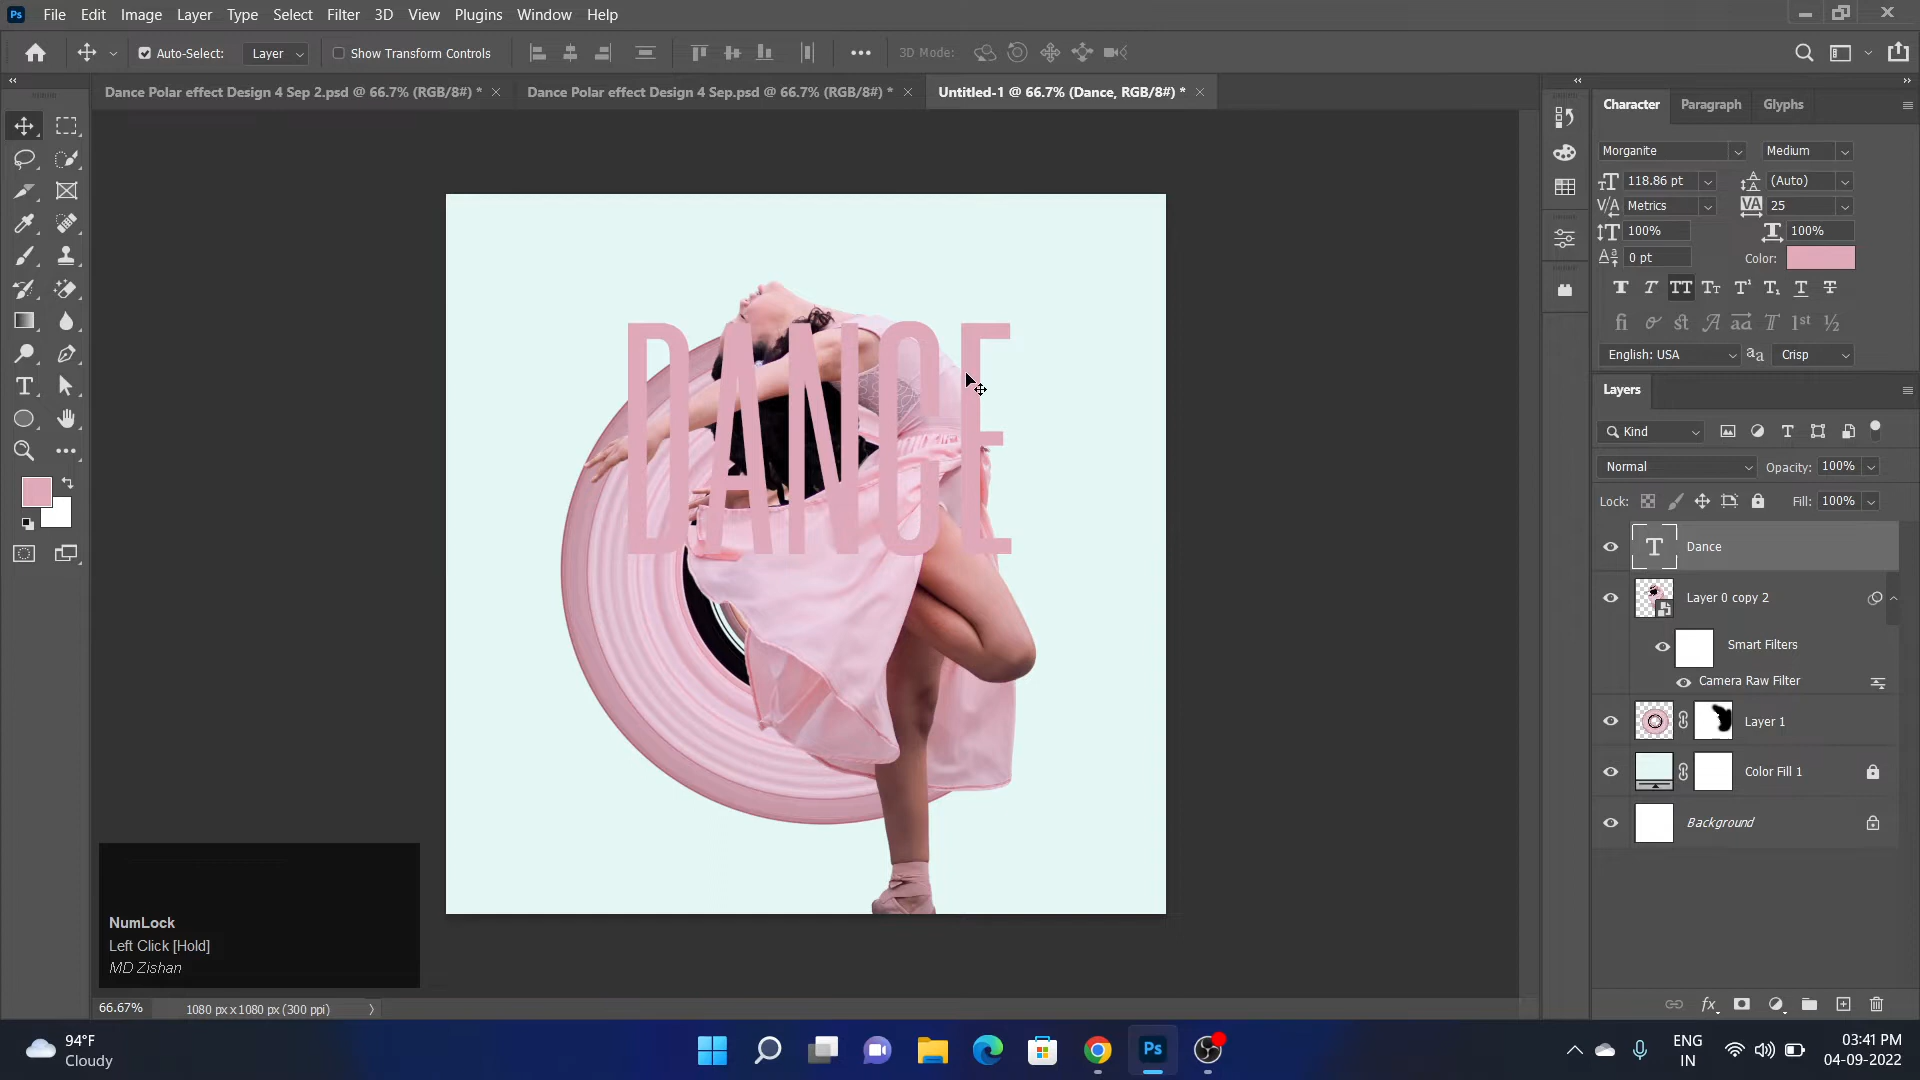 Ps File Edit Image Layer Type Select Filter 3D View Plugins Window Help
Auto-Select: Layer Show Transform Controls 3D Mode:
Dance Polar effect Design 4 Sep 2.psd @ 66.7% (RGB/8#) * Dance Polar effect Design 4 Sep.psd @ 66.7% (RGB/8#) * Untitled-1 @ 66.7% (Dance, RGB/8#) *
Character Paragraph Glyphs
Morganite Medium
118.86 pt (Auto)
Metrics 25
100% 100%
0 pt Color:
English: USA Crisp
Layers
Kind
Normal Opacity: 100%
Lock: Fill: 100%
Dance
Layer 0 copy 2
Smart Filters
Camera Raw Filter
Layer 1
Color Fill 1
Background
DANCE
NumLock
Left Click [Hold]
MD Zishan
66.67% 1080 px x 1080 px (300 ppi)
94°F
Cloudy
Ps
ENG
IN
03:41 PM
04-09-2022